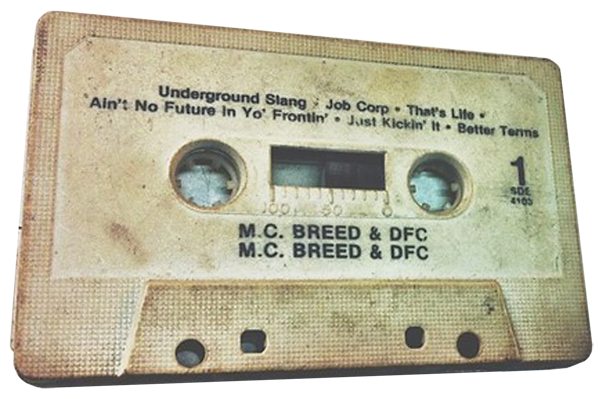 Underground Slang • Job Corp • That's Life •
Ain't No Future In Yo' Frontin' • Just Kickin' It • Better Terms
1
SDE
4103
100 50 0
M.C. BREED & DFC
M.C. BREED & DFC